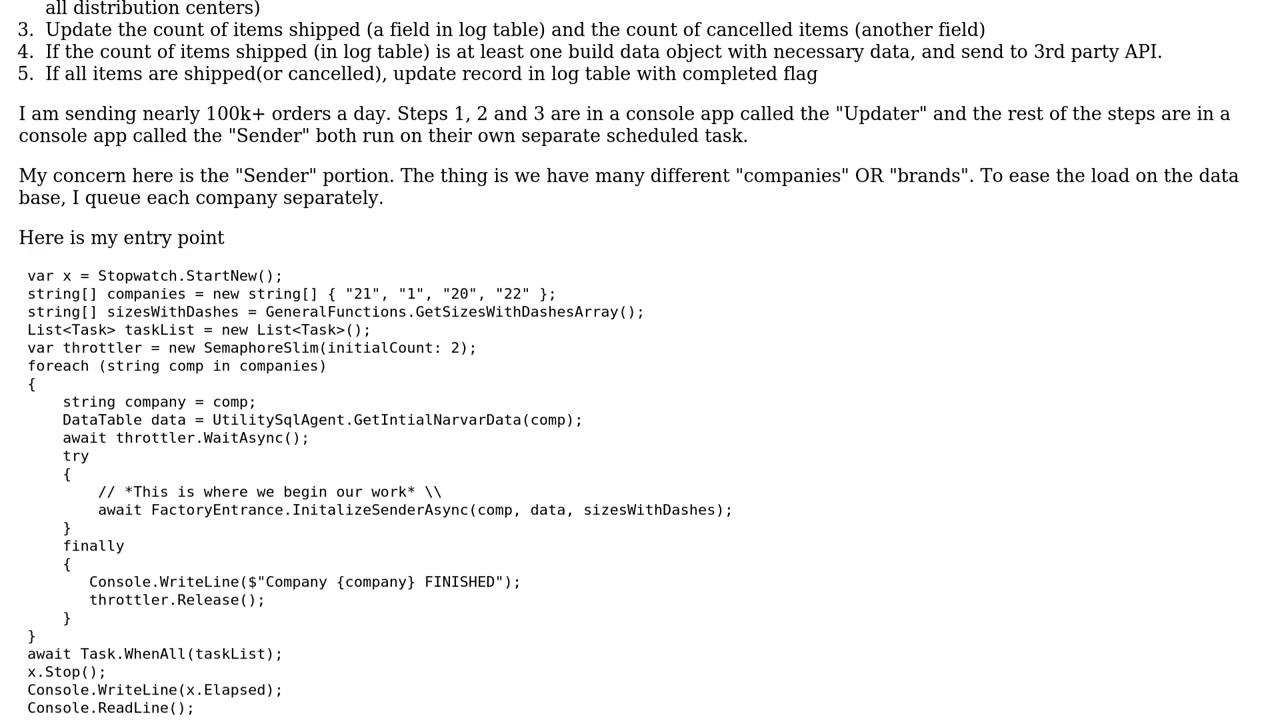 all distribution centers)
3. Update the count of items shipped (a field in log table) and the count of cancelled items (another field)
4. If the count of items shipped (in log table) is at least one build data object with necessary data, and send to 3rd party API.
5. If all items are shipped(or cancelled), update record in log table with completed flag
I am sending nearly 100k+ orders a day. Steps 1, 2 and 3 are in a console app called the "Updater" and the rest of the steps are in a
console app called the "Sender" both run on their own separate scheduled task.
My concern here is the "Sender" portion. The thing is we have many different "companies" OR "brands". To ease the load on the data
base, I queue each company separately.
Here is my entry point
var x = Stopwatch.StartNew();
string[] companies = new string[] { "21", "1", "20", "22" };
string[] sizesWithDashes = GeneralFunctions.GetSizesWithDashesArray();
List<Task> taskList = new List<Task>();
var throttler = new SemaphoreSlim(initialCount: 2);
foreach (string comp in companies)
{
    string company = comp;
    DataTable data = UtilitySqlAgent.GetIntialNarvarData(comp);
    await throttler.WaitAsync();
    try
    {
        // *This is where we begin our work* \\
        await FactoryEntrance.InitalizeSenderAsync(comp, data, sizesWithDashes);
    }
    finally
    {
       Console.WriteLine($"Company {company} FINISHED");
       throttler.Release();
    }
}
await Task.WhenAll(taskList);
x.Stop();
Console.WriteLine(x.Elapsed);
Console.ReadLine();